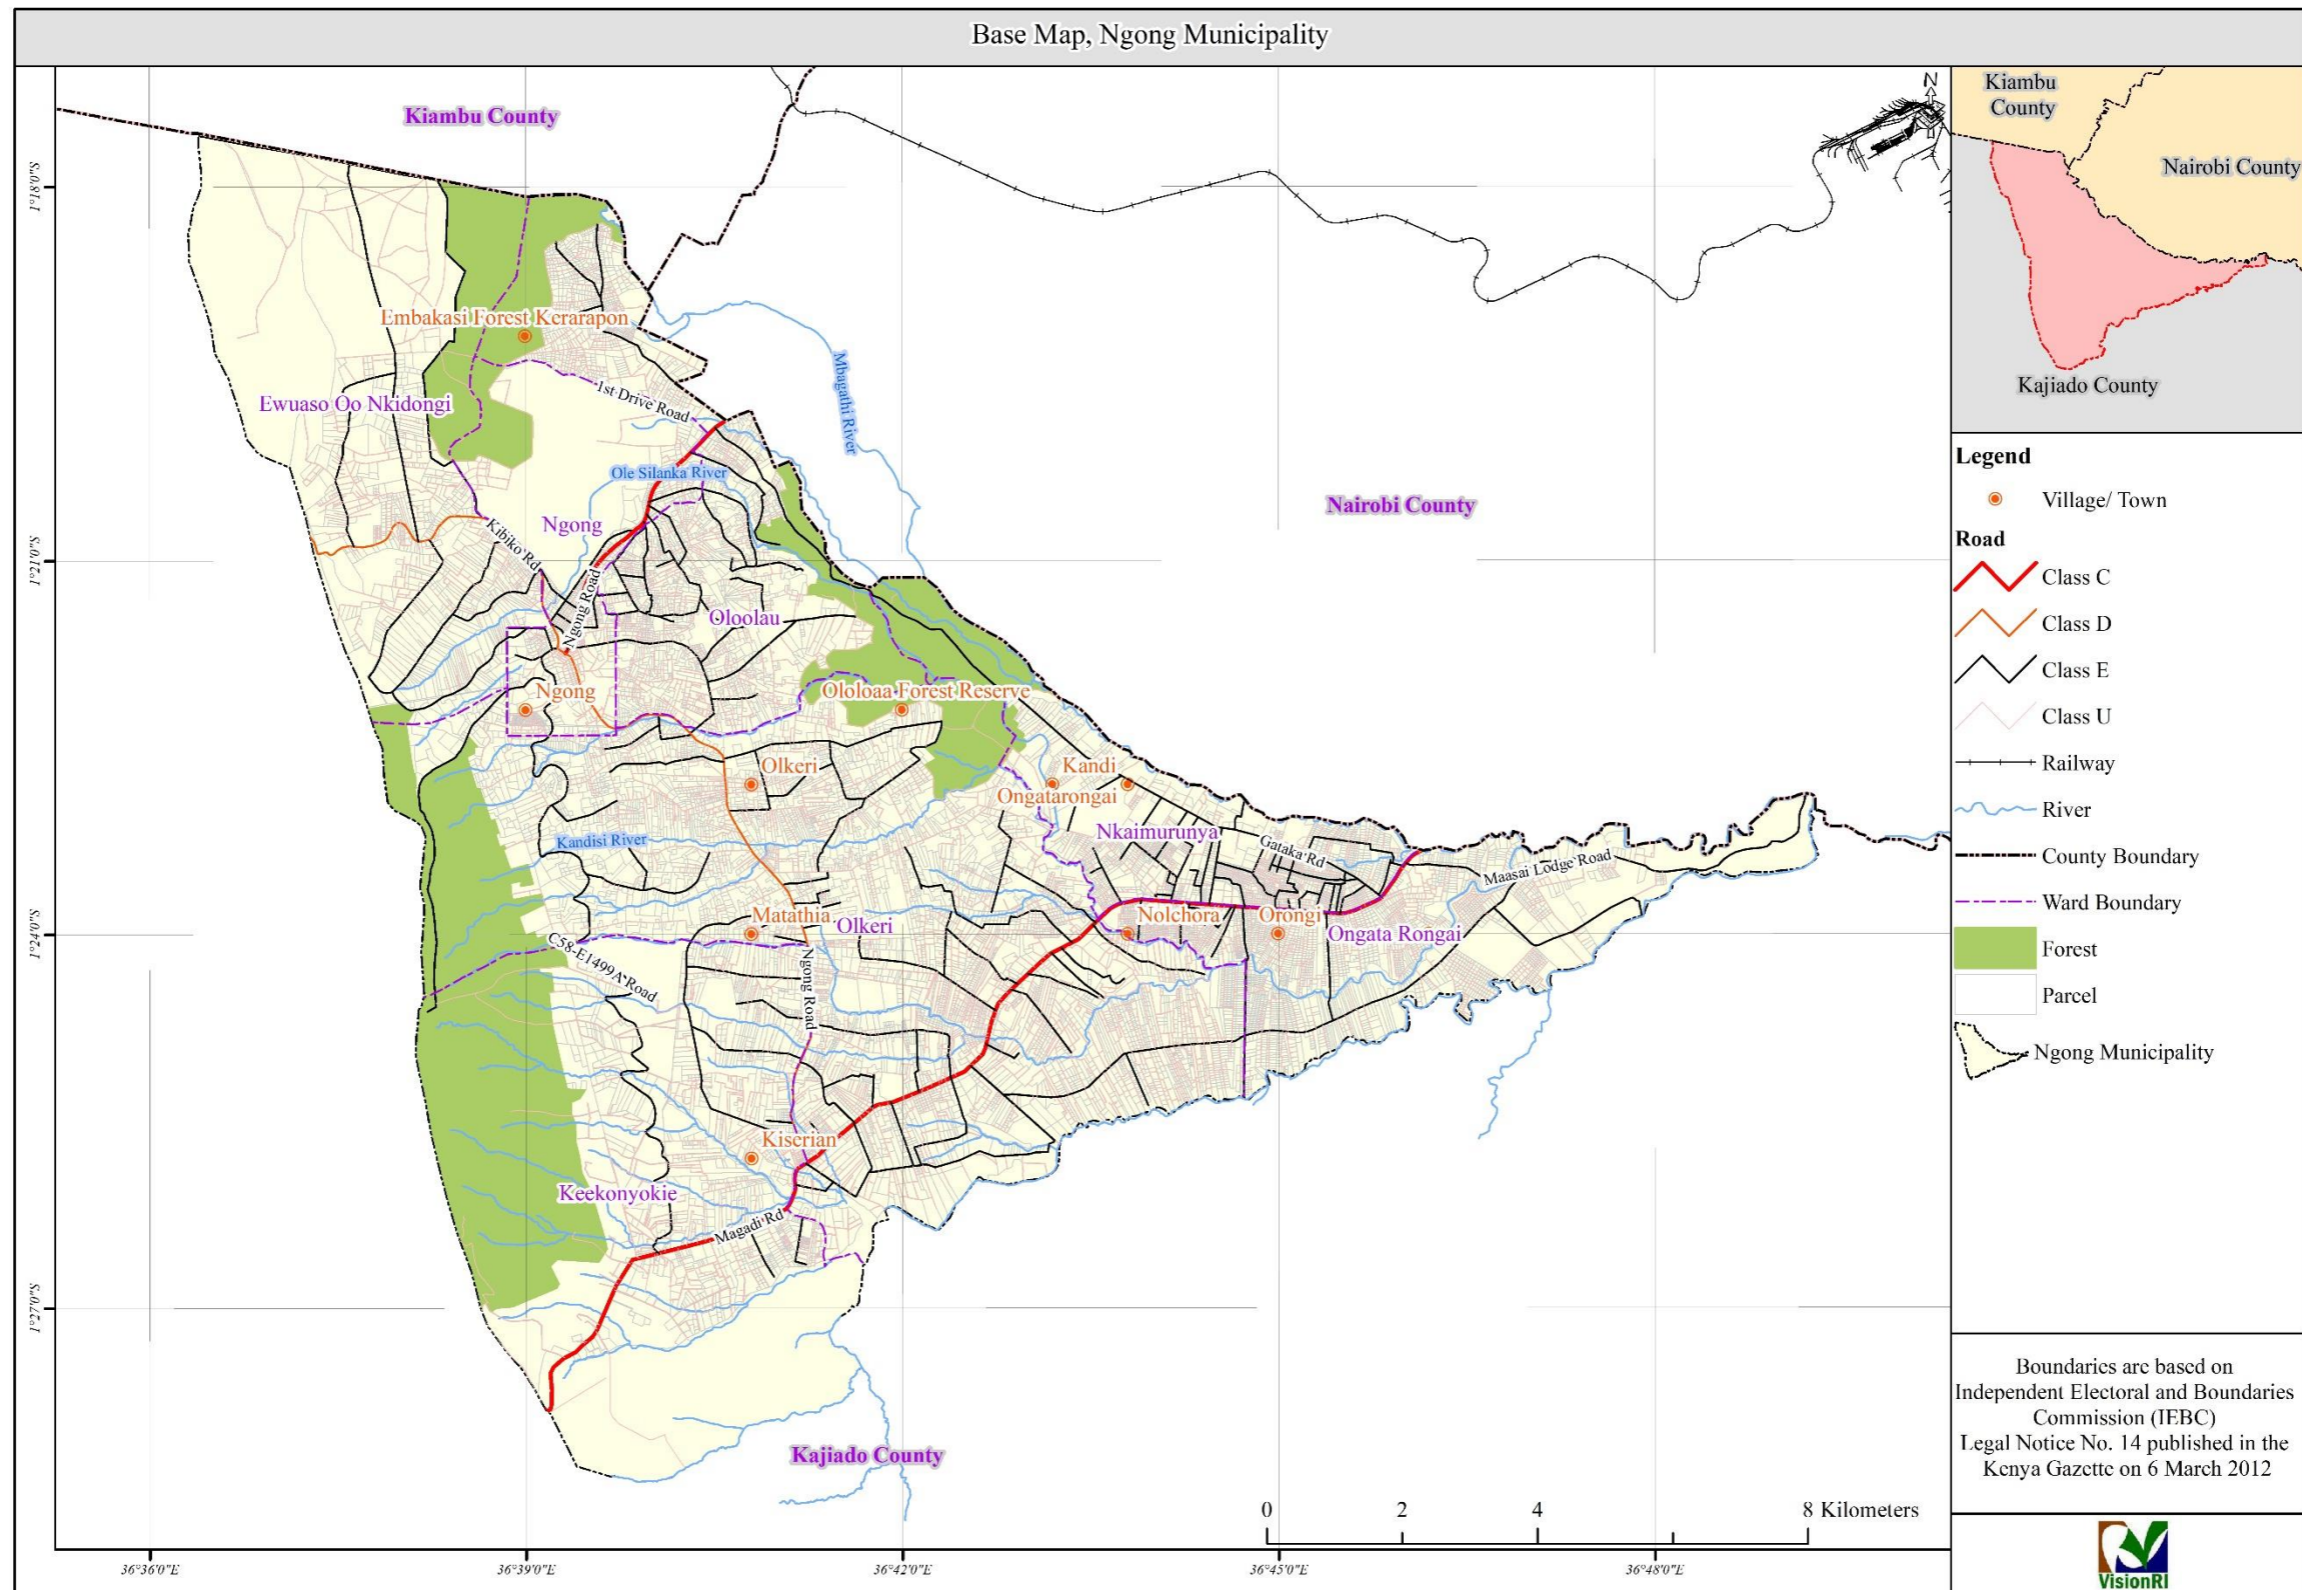 Base Map, Ngong Municipality
Kiambu County
Nairobi County
Kajiado County
Embakasi Forest Kerarapon
Ewuaso Oo Nkidongi
1st Drive Road
Mbagathi River
Ole Silanka River
Ngong
Kibiko Rd
Ngong Road
Oloolau
Ngong
Ololoaa Forest Reserve
Olkeri
Kandi
Ongatarongai
Nkaimurunya
Kandisi River
Gataka Rd
Maasai Lodge Road
Matathia
Olkeri
Nolchora
Orongi
Ongata Rongai
C58-E1499A Road
Ngong Road
Kiserian
Keekonyokie
Magadi Rd
1°18'0"S
1°21'0"S
1°24'0"S
1°27'0"S
36°36'0"E
36°39'0"E
36°42'0"E
36°45'0"E
36°48'0"E
0 2 4 8 Kilometers
N
Kiambu
County
Nairobi County
Kajiado County
Legend
Village/ Town
Road
Class C
Class D
Class E
Class U
Railway
River
County Boundary
Ward Boundary
Forest
Parcel
Ngong Municipality
Boundaries are based on
Independent Electoral and Boundaries
Commission (IEBC)
Legal Notice No. 14 published in the
Kenya Gazette on 6 March 2012
VisionRI